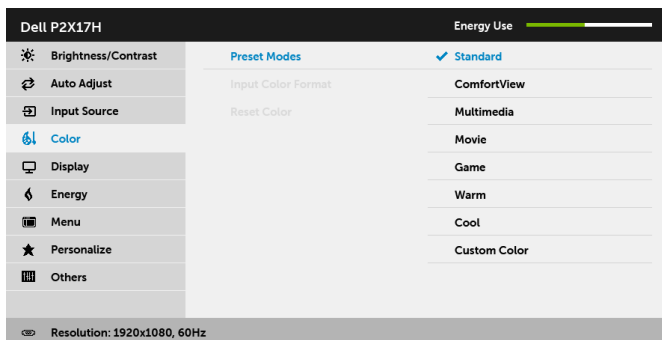 Dell P2X17H Energy Use
Brightness/Contrast Preset Modes Standard
Auto Adjust Input Color Format ComfortView
Input Source Reset Color Multimedia
Color Movie
Display Game
Energy Warm
Menu Cool
Personalize Custom Color
Others
Resolution: 1920x1080, 60Hz